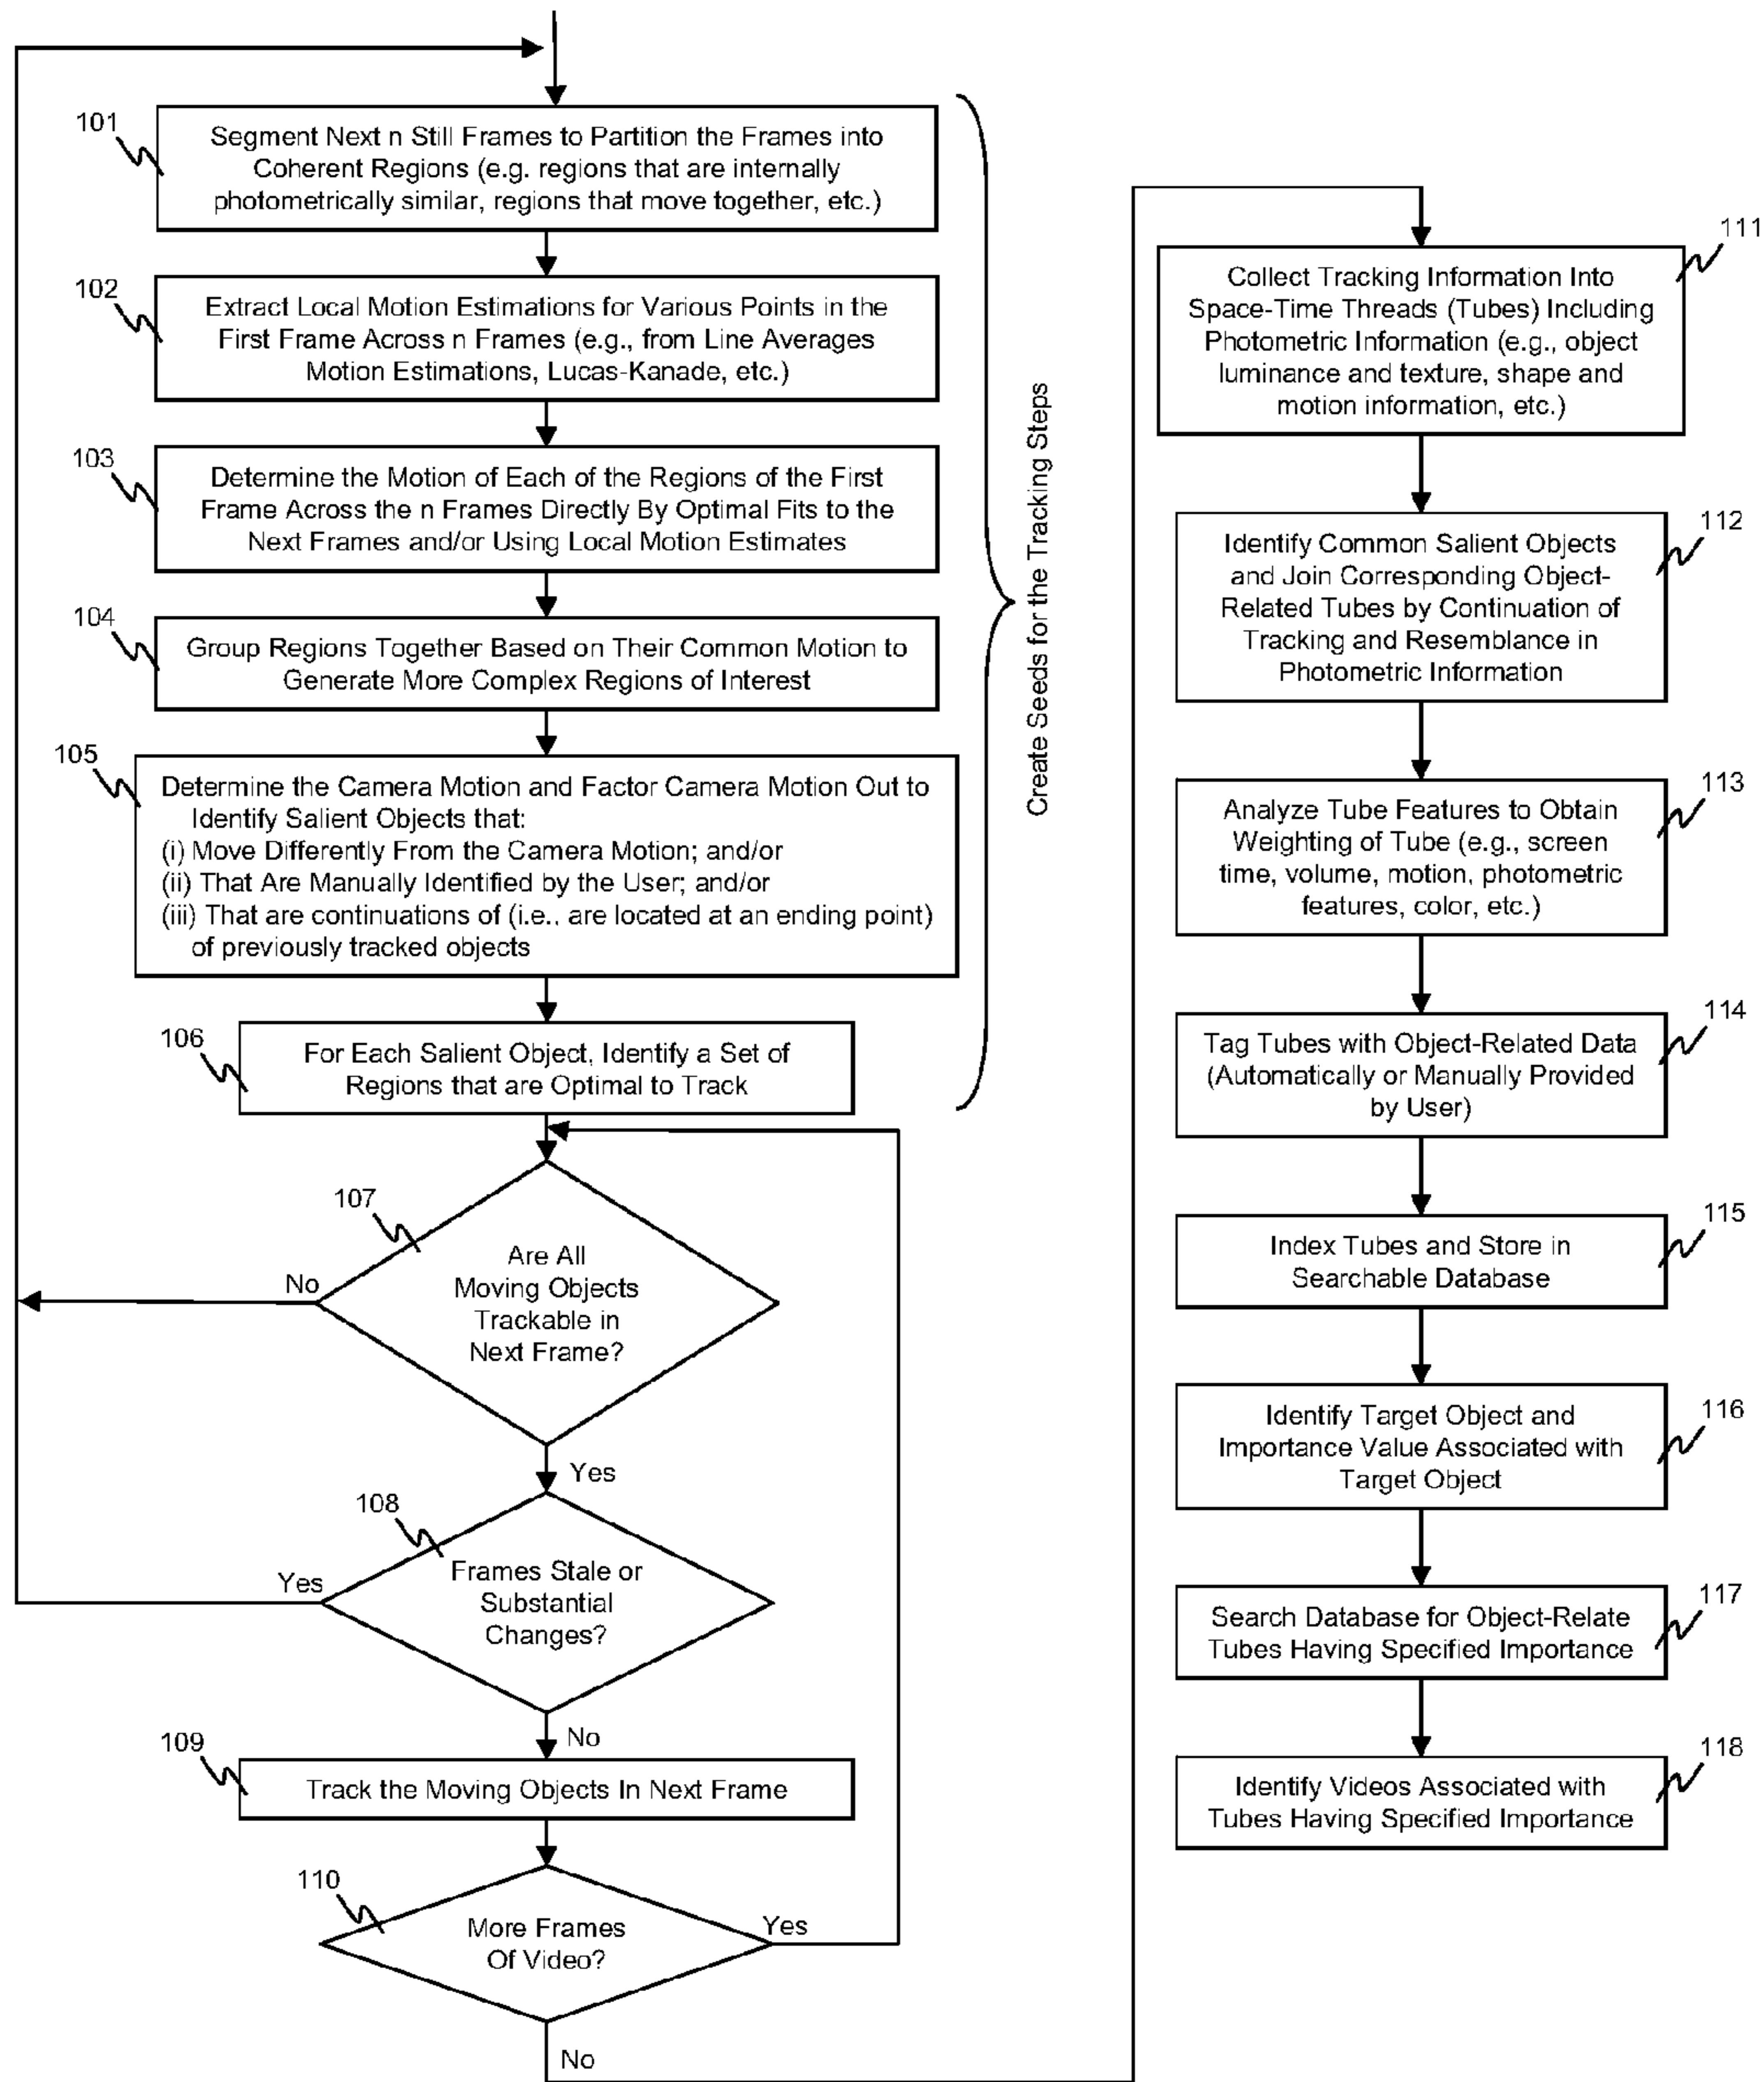 101
Segment Next n Still Frames to Partition the Frames into
Coherent Regions (e.g. regions that are internally
photometrically similar, regions that move together, etc.)
102
Extract Local Motion Estimations for Various Points in the
First Frame Across n Frames (e.g., from Line Averages
Motion Estimations, Lucas-Kanade, etc.)
103
Determine the Motion of Each of the Regions of the First
Frame Across the n Frames Directly By Optimal Fits to the
Next Frames and/or Using Local Motion Estimates
104
Group Regions Together Based on Their Common Motion to
Generate More Complex Regions of Interest
105
Determine the Camera Motion and Factor Camera Motion Out to
Identify Salient Objects that:
(i) Move Differently From the Camera Motion; and/or
(ii) That Are Manually Identified by the User; and/or
(iii) That are continuations of (i.e., are located at an ending point)
of previously tracked objects
106
For Each Salient Object, Identify a Set of
Regions that are Optimal to Track
Create Seeds for the Tracking Steps
107
Are All
Moving Objects
Trackable in
Next Frame?
No
Yes
108
Frames Stale or
Substantial
Changes?
Yes
No
109
Track the Moving Objects In Next Frame
110
More Frames
Of Video?
Yes
No
111
Collect Tracking Information Into
Space-Time Threads (Tubes) Including
Photometric Information (e.g., object
luminance and texture, shape and
motion information, etc.)
112
Identify Common Salient Objects
and Join Corresponding Object-
Related Tubes by Continuation of
Tracking and Resemblance in
Photometric Information
113
Analyze Tube Features to Obtain
Weighting of Tube (e.g., screen
time, volume, motion, photometric
features, color, etc.)
114
Tag Tubes with Object-Related Data
(Automatically or Manually Provided
by User)
115
Index Tubes and Store in
Searchable Database
116
Identify Target Object and
Importance Value Associated with
Target Object
117
Search Database for Object-Relate
Tubes Having Specified Importance
118
Identify Videos Associated with
Tubes Having Specified Importance